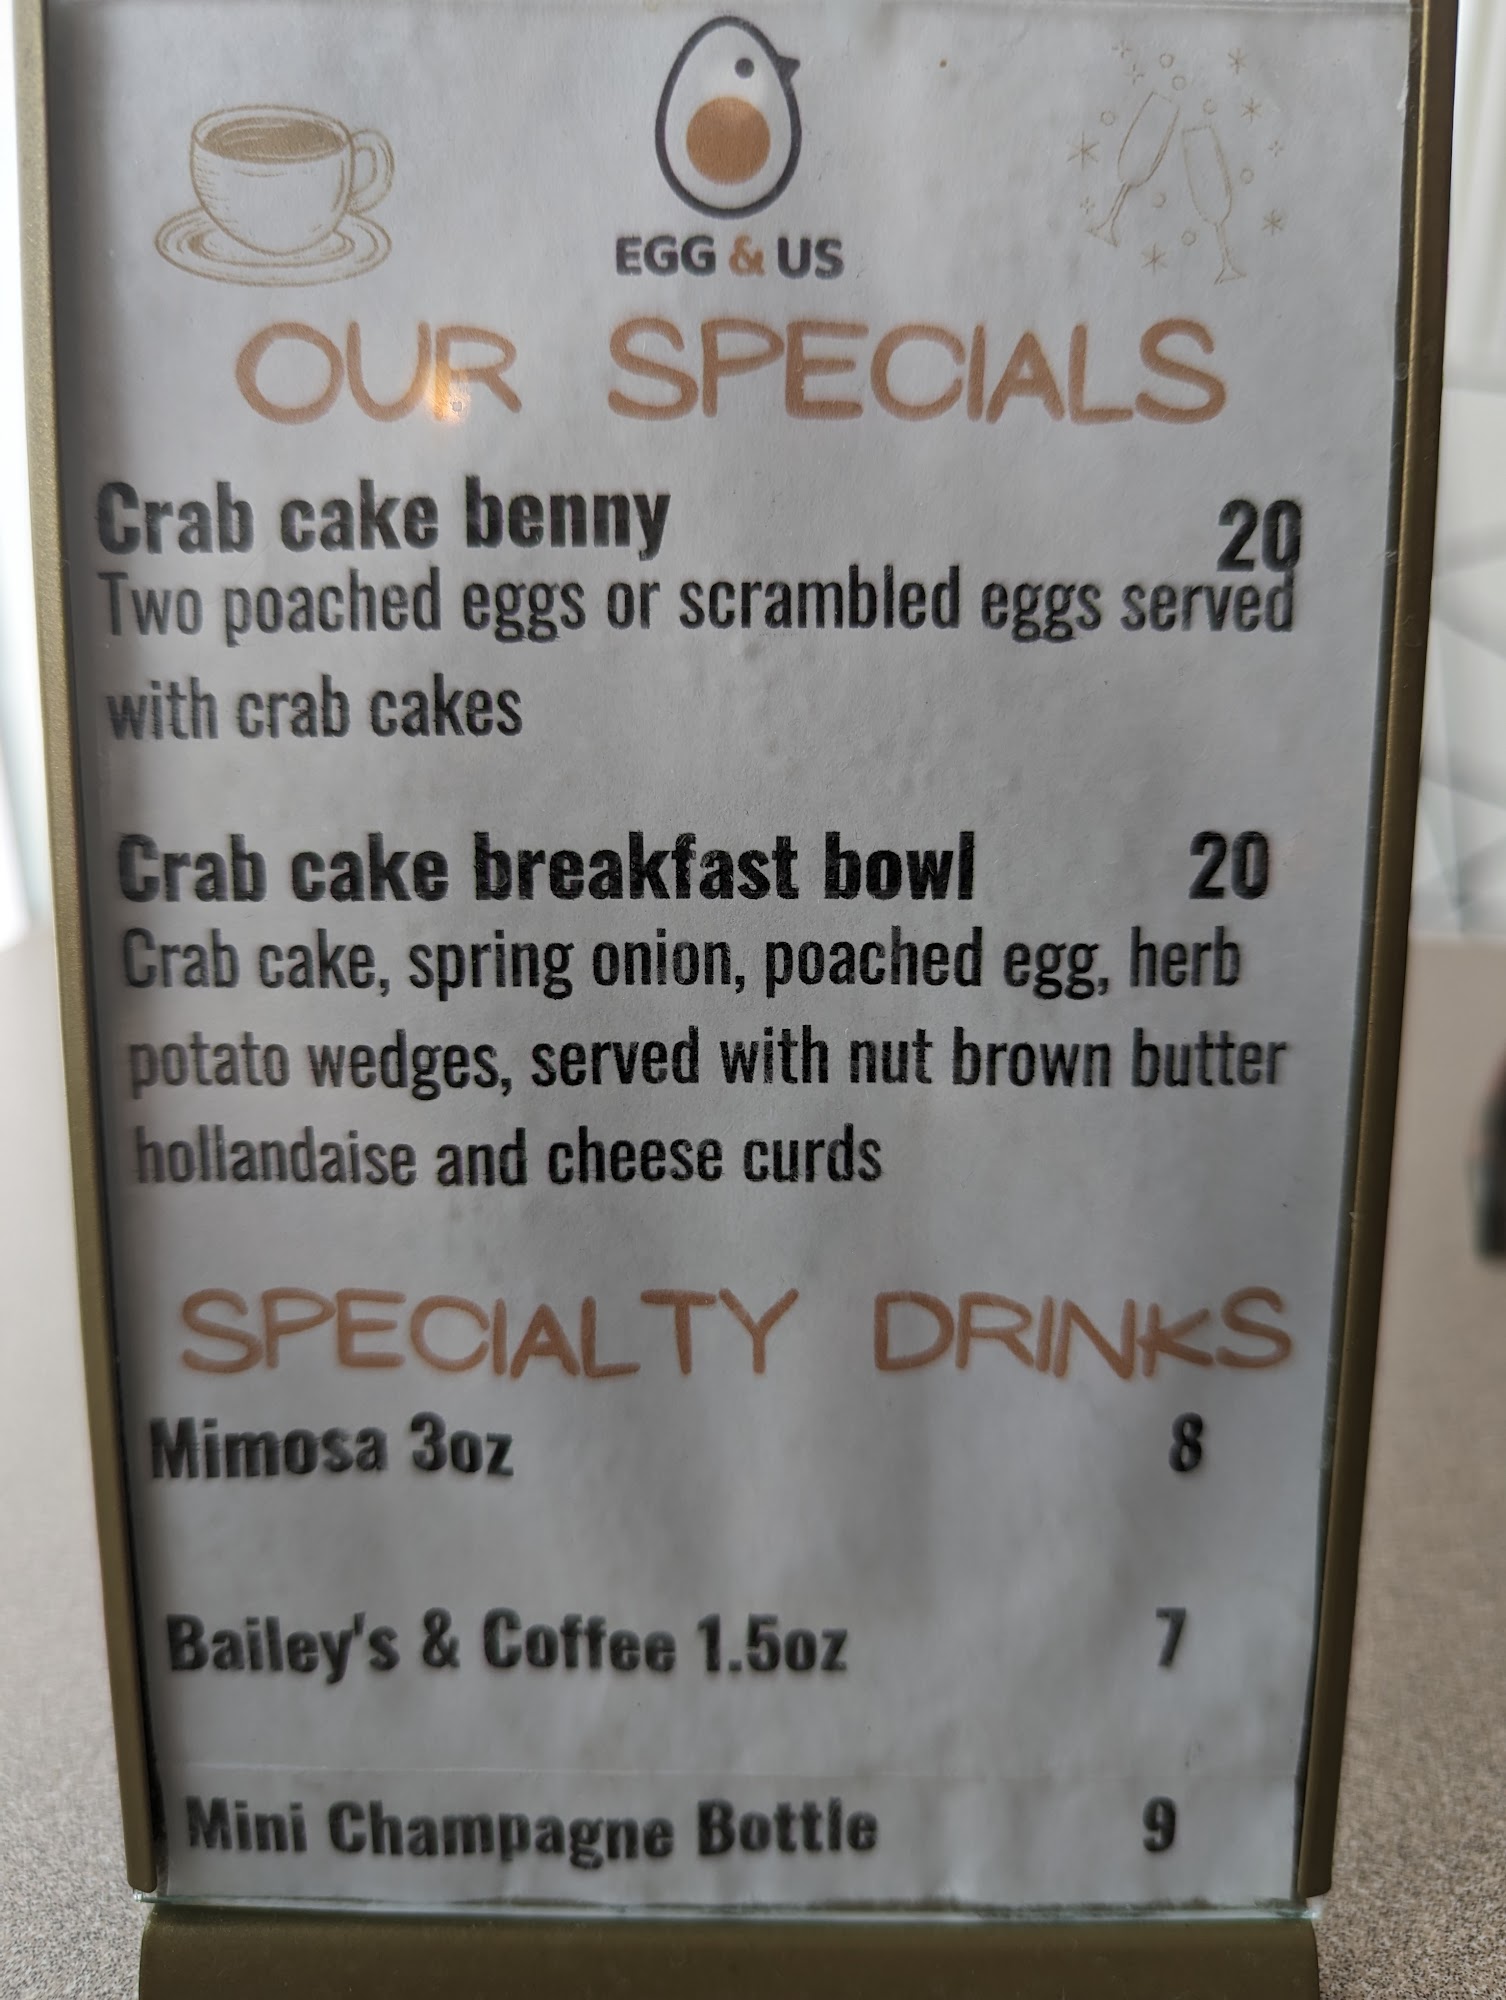 EGG & US
OUR SPECIALS
Crab cake benny 20
Two poached eggs or scrambled eggs served
with crab cakes
Crab cake breakfast bowl 20
Crab cake, spring onion, poached egg, herb
potato wedges, served with nut brown butter
hollandaise and cheese curds
SPECIALTY DRINKS
Mimosa 3oz 8
Bailey's & Coffee 1.5oz 7
Mini Champagne Bottle 9